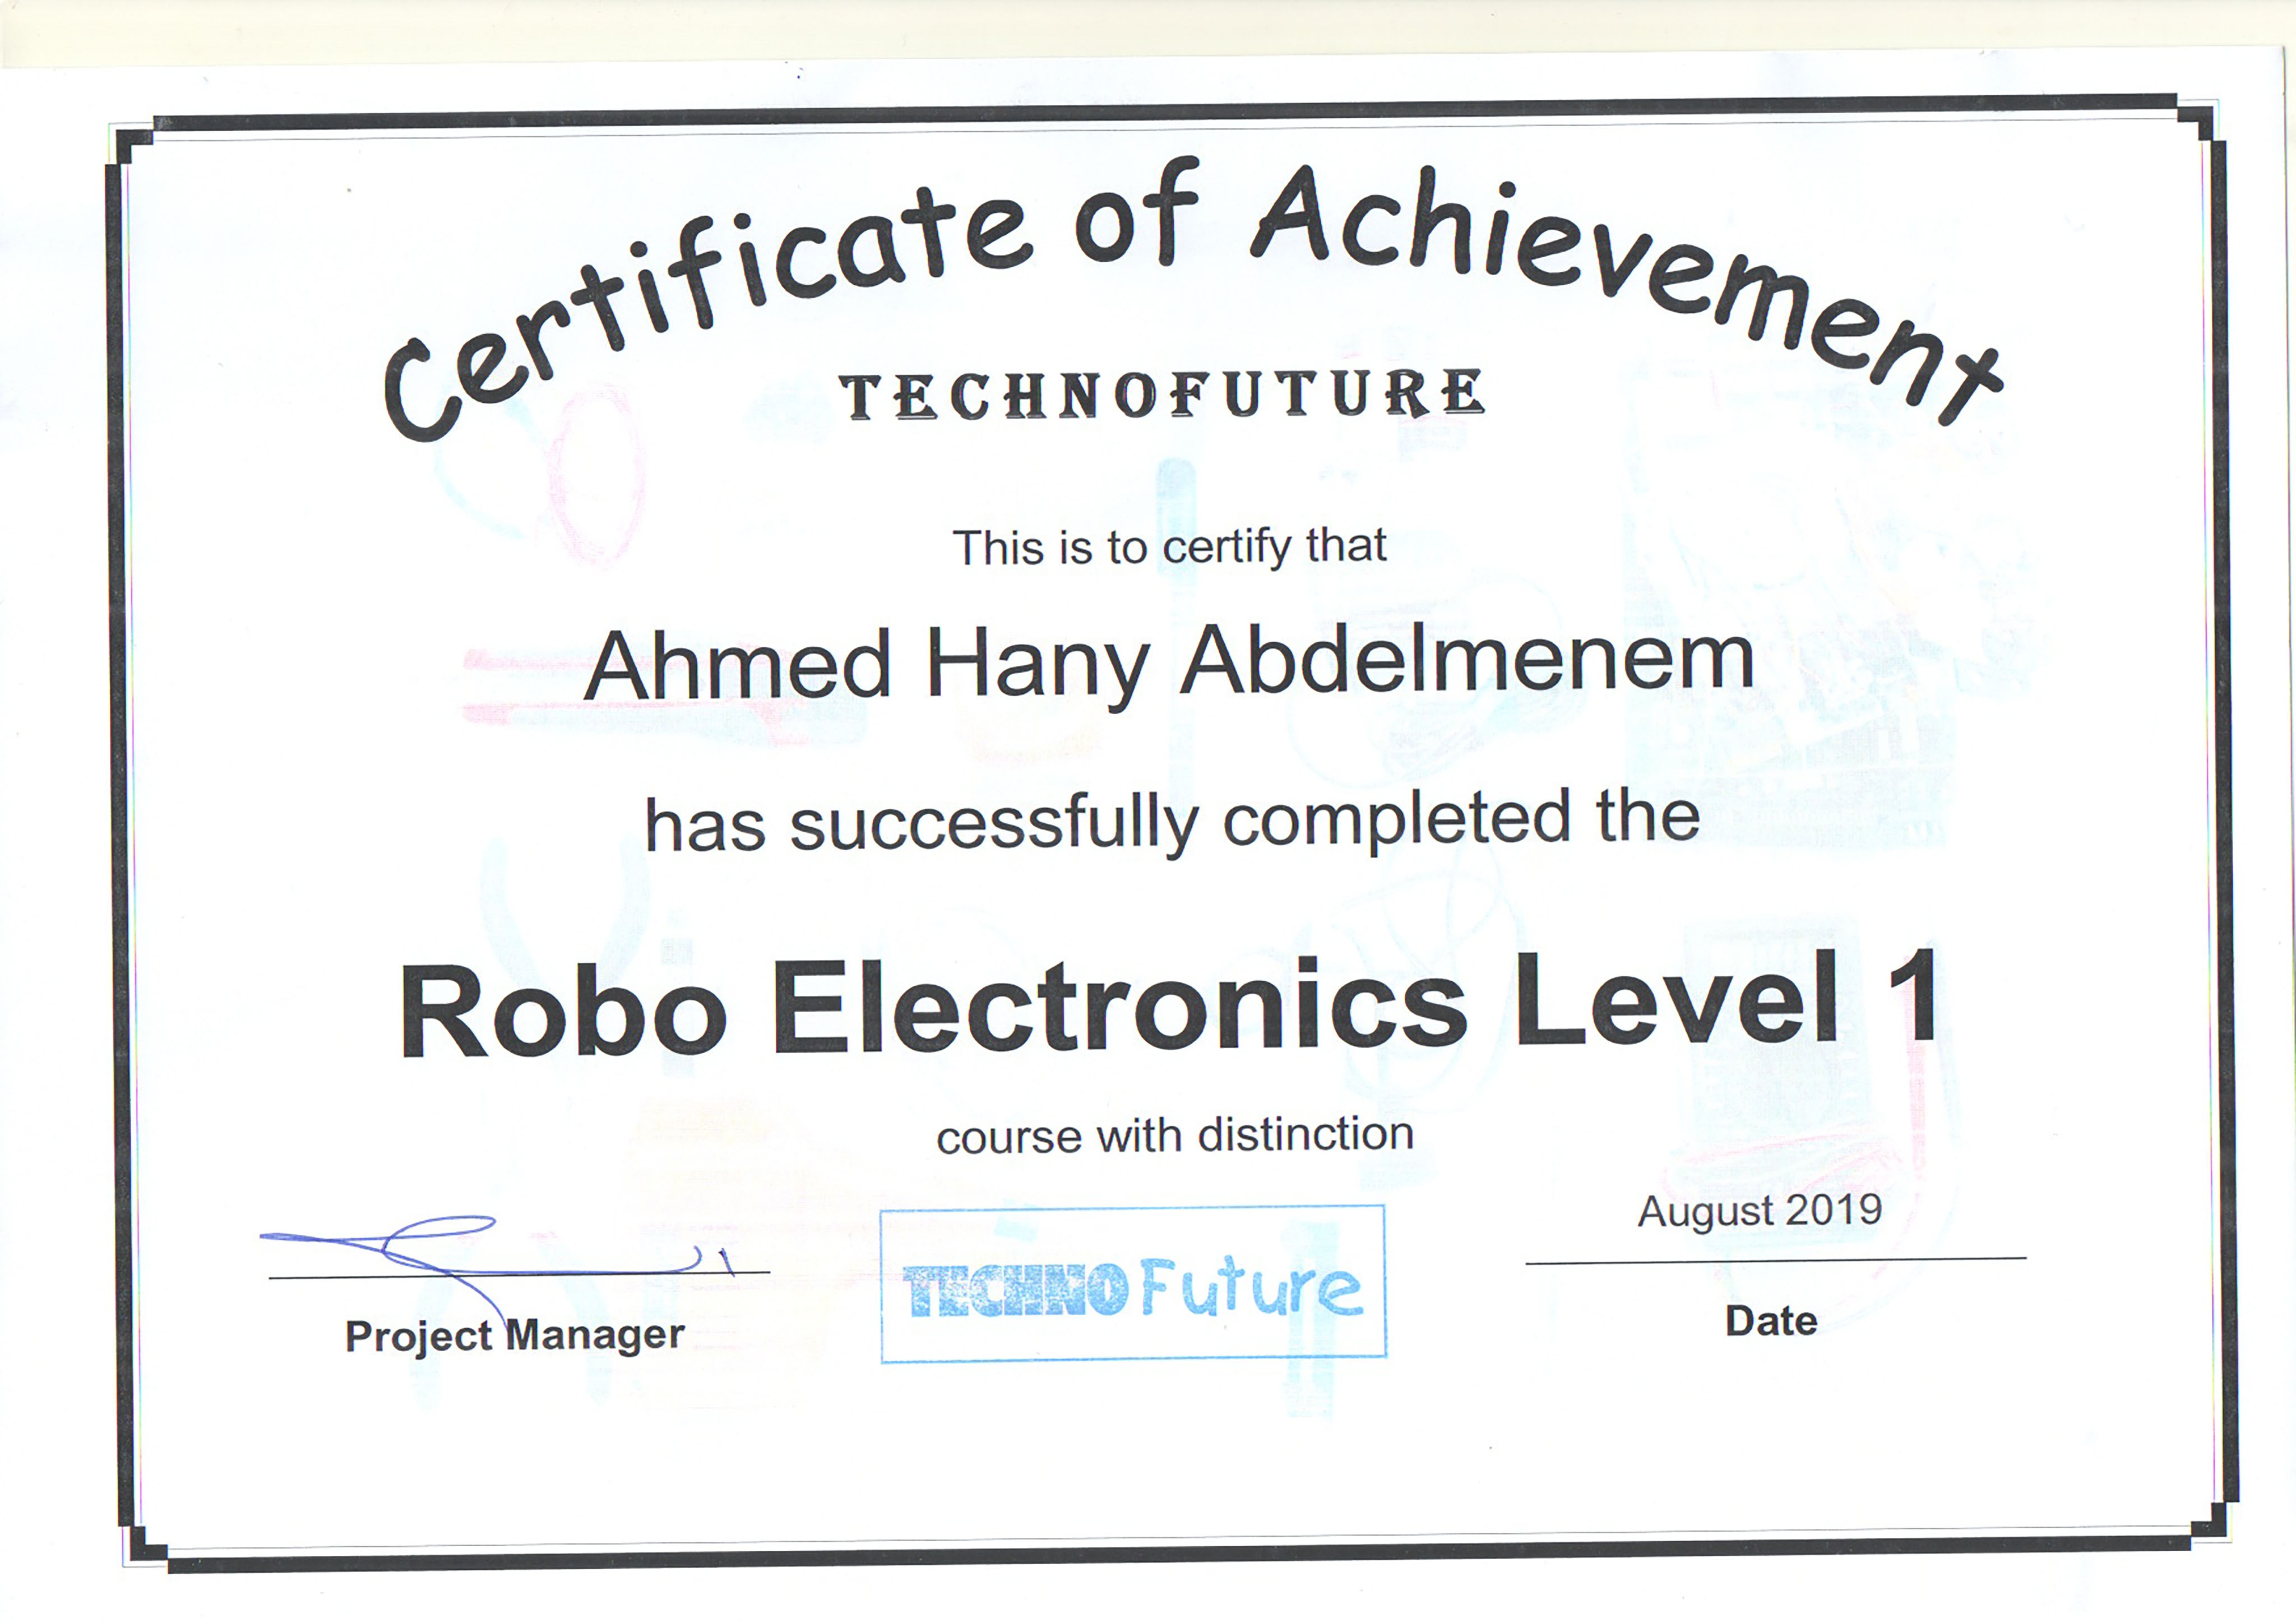 Certificate of Achievement
TECHNOFUTURE
This is to certify that
Ahmed Hany Abdelmenem
has successfully completed the
Robo Electronics Level 1
course with distinction
August 2019
Project Manager
TECHNO Future
Date